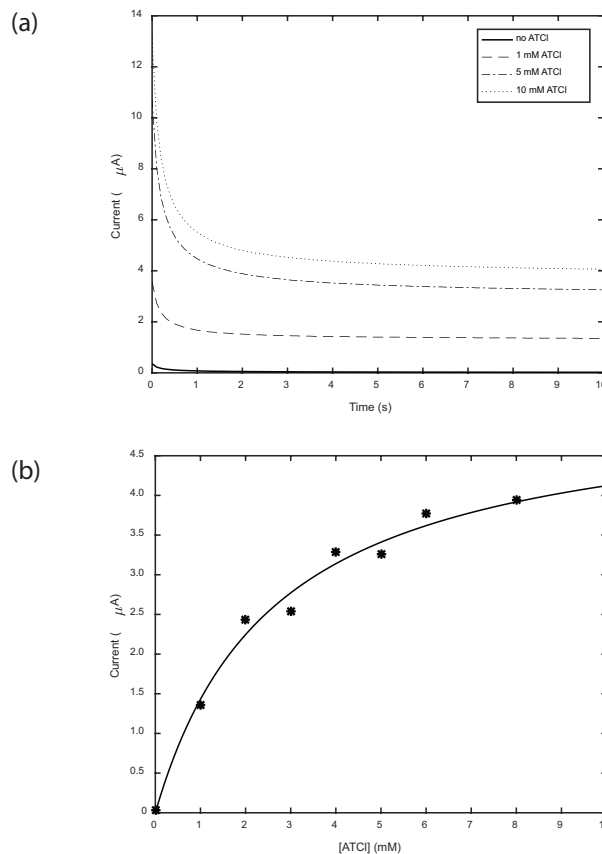 (a)
14
12
10
8
6
4
2
0
Current ( μA)
0 1 2 3 4 5 6 7 8 9 10
Time (s)
no ATCl
1 mM ATCl
5 mM ATCl
10 mM ATCl
(b)
4.5
4.0
3.5
3.0
2.5
2.0
1.5
1.0
0.5
0
Current ( μA)
0 1 2 3 4 5 6 7 8 9 10
[ATCl] (mM)